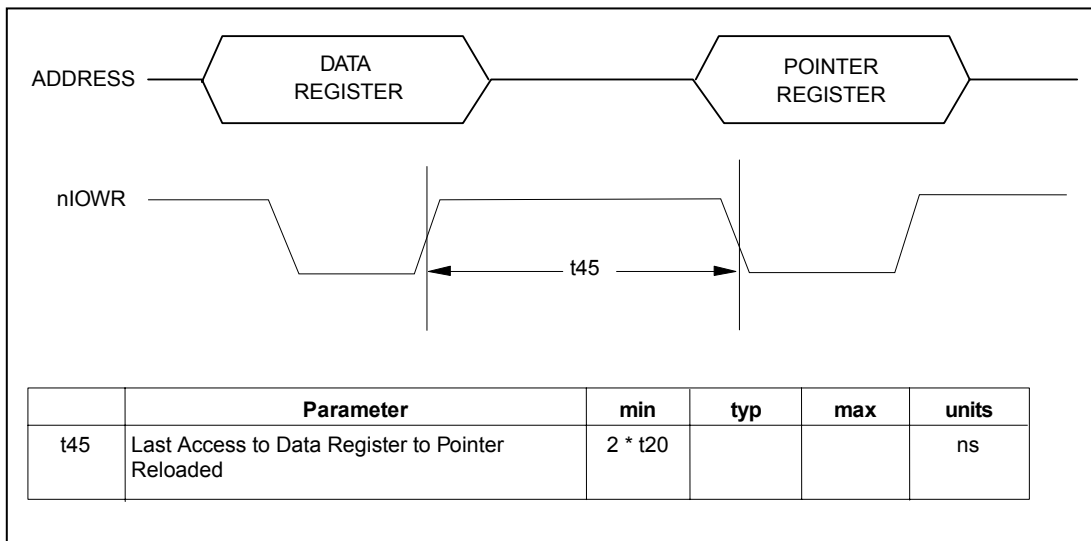 ADDRESS
DATA
REGISTER
POINTER
REGISTER
nIOWR
t45
Parameter min typ max units
t45 Last Access to Data Register to Pointer 2 * t20 ns
Reloaded